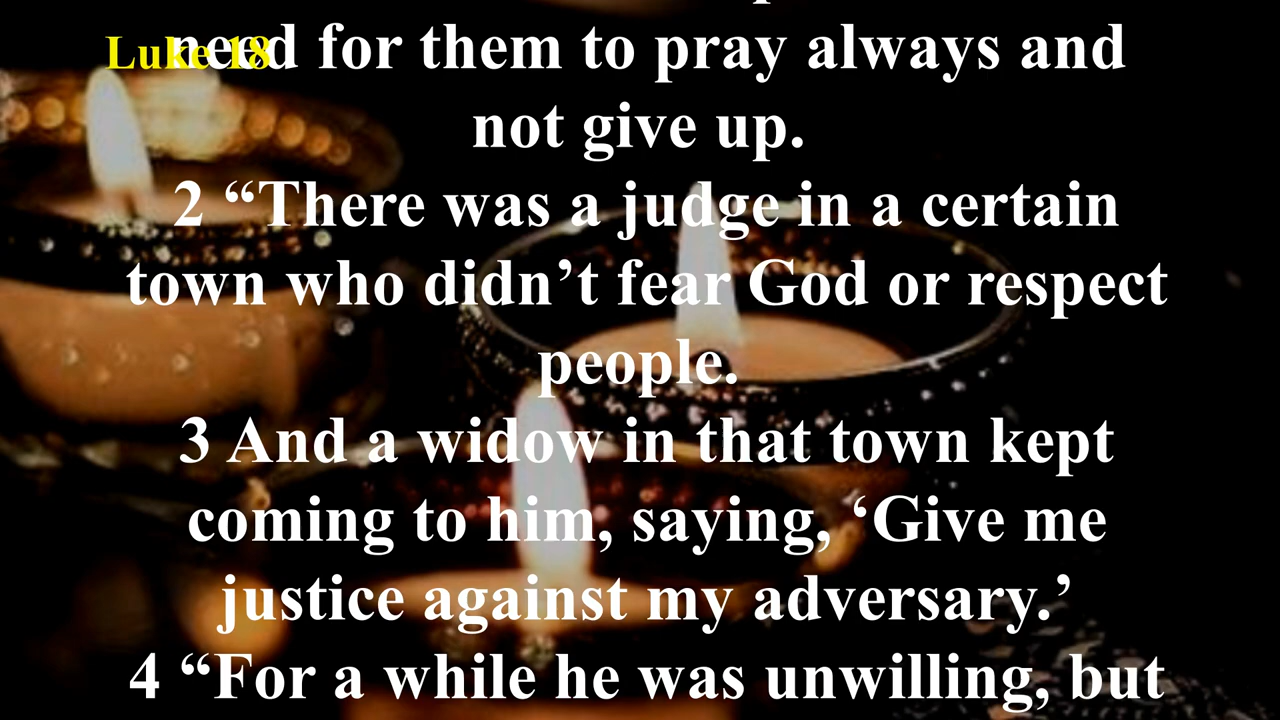 Luke 18
need for them to pray always and
not give up.
2 “There was a judge in a certain
town who didn’t fear God or respect
people.
3 And a widow in that town kept
coming to him, saying, ‘Give me
justice against my adversary.’
4 “For a while he was unwilling, but